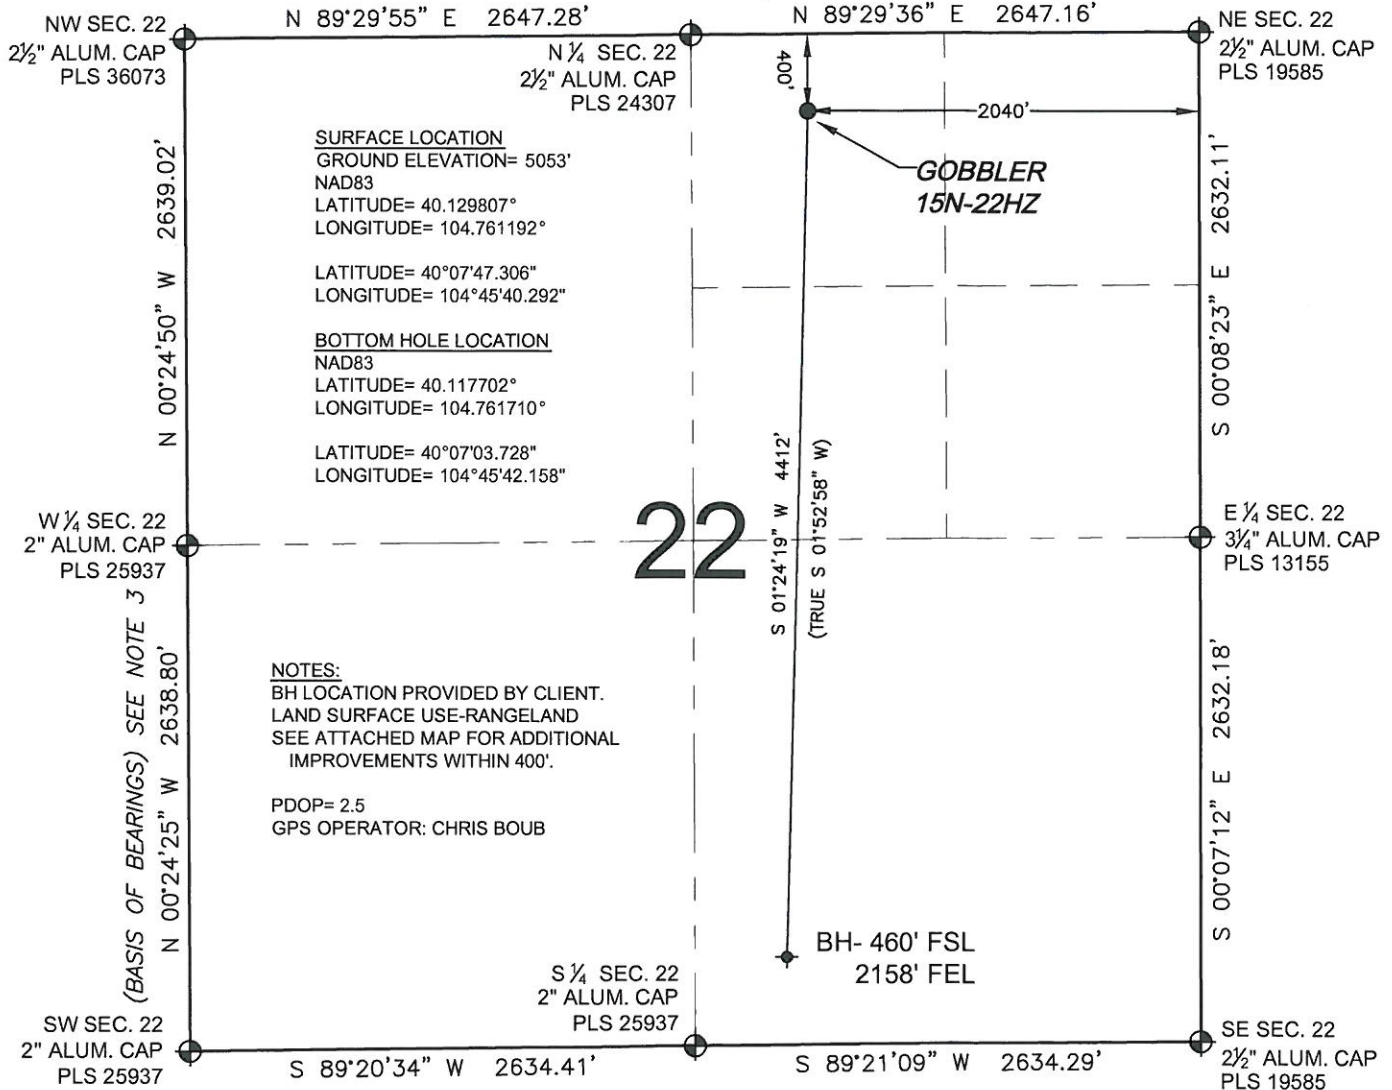 N 89°29'55" E 2647.28'
N 89°29'36" E 2647.16'
NW SEC. 22
2½" ALUM. CAP
PLS 36073
N ¼ SEC. 22
2½" ALUM. CAP
PLS 24307
NE SEC. 22
2½" ALUM. CAP
PLS 19585
400'
2040'
GOBBLER
15N-22HZ
SURFACE LOCATION
GROUND ELEVATION= 5053'
NAD83
LATITUDE= 40.129807°
LONGITUDE= 104.761192°
LATITUDE= 40°07'47.306"
LONGITUDE= 104°45'40.292"
BOTTOM HOLE LOCATION
NAD83
LATITUDE= 40.117702°
LONGITUDE= 104.761710°
LATITUDE= 40°07'03.728"
LONGITUDE= 104°45'42.158"
N 00°24'50" W 2639.02'
S 00°08'23" E 2632.11'
W ¼ SEC. 22
2" ALUM. CAP
PLS 25937
22
S 01°24'19" W 4412'
(TRUE S 01°52'58" W)
E ¼ SEC. 22
3¼" ALUM. CAP
PLS 13155
(BASIS OF BEARINGS) SEE NOTE 3
N 00°24'25" W 2638.80'
NOTES:
BH LOCATION PROVIDED BY CLIENT.
LAND SURFACE USE-RANGELAND
SEE ATTACHED MAP FOR ADDITIONAL
IMPROVEMENTS WITHIN 400'.
PDOP= 2.5
GPS OPERATOR: CHRIS BOUB
S 00°07'12" E 2632.18'
BH- 460' FSL
2158' FEL
SW SEC. 22
2" ALUM. CAP
PLS 25937
S ¼ SEC. 22
2" ALUM. CAP
PLS 25937
SE SEC. 22
2½" ALUM. CAP
PLS 19585
S 89°20'34" W 2634.41'
S 89°21'09" W 2634.29'